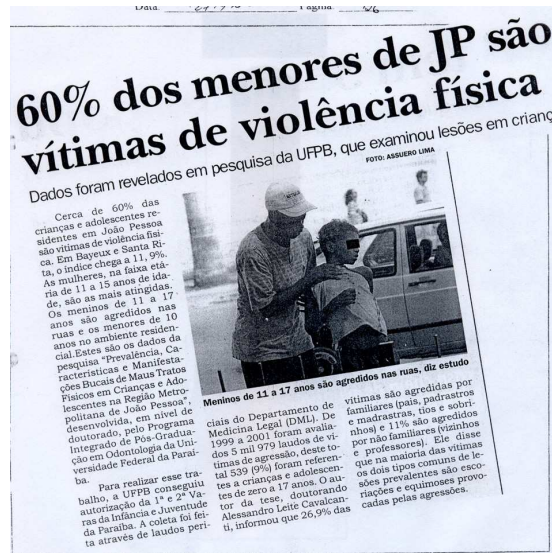 Data. Página. 26
60% dos menores de JP são
vítimas de violência física
Dados foram revelados em pesquisa da UFPB, que examinou lesões em crianç
FOTO: ASSUERO LIMA
Cerca de 60% das
crianças e adolescentes re-
sidentes em João Pessoa
são vítimas de violência físi-
ca. Em Bayeux e Santa Ri-
ta, o índice chega a 11, 9%.
As mulheres, na faixa etá-
ria de 11 a 15 anos de ida-
de, são as mais atingidas.
Os meninos de 11 a 17
anos são agredidos nas
ruas e os menores de 10
anos no ambiente residen-
cial.Estes são os dados da
pesquisa "Prevalência, Ca-
racterísticas e Manifesta-
ções Bucais de Maus Tratos
Físicos em Crianças e Ado-
lescentes na Região Metro-
politana de João Pessoa",
desenvolvida, em nível de
doutorado, pelo Programa
Integrado de Pós-Gradua-
ção em Odontologia da Uni-
versidade Federal da Paraí-
ba.
Para realizar esse tra-
balho, a UFPB conseguiu
autorização da 1ª e 2ª Va-
ras da Infância e Juventude
da Paraíba. A coleta foi fei-
ta através de laudos peri-
Meninos de 11 a 17 anos são agredidos nas ruas, diz estudo
ciais do Departamento de
Medicina Legal (DML). De
1999 a 2001 foram avalia-
dos 5 mil 979 laudos de ví-
timas de agressão, deste to-
tal 539 (9%) foram referen-
tes a crianças e adolescen-
tes de zero a 17 anos. O au-
tor da tese, doutorando
Alessandro Leite Cavalcan-
ti, informou que 26,9% das
vítimas são agredidas por
familiares (pais, padrastros
e madrastas, tios e sobri-
nhos) e 11% são agredidos
por não familiares (vizinhos
e professores). Ele disse
que na maioria das vítimas
os dois tipos comuns de le-
sões prevalentes são esco-
riações e equimoses provo-
cadas pelas agressões.